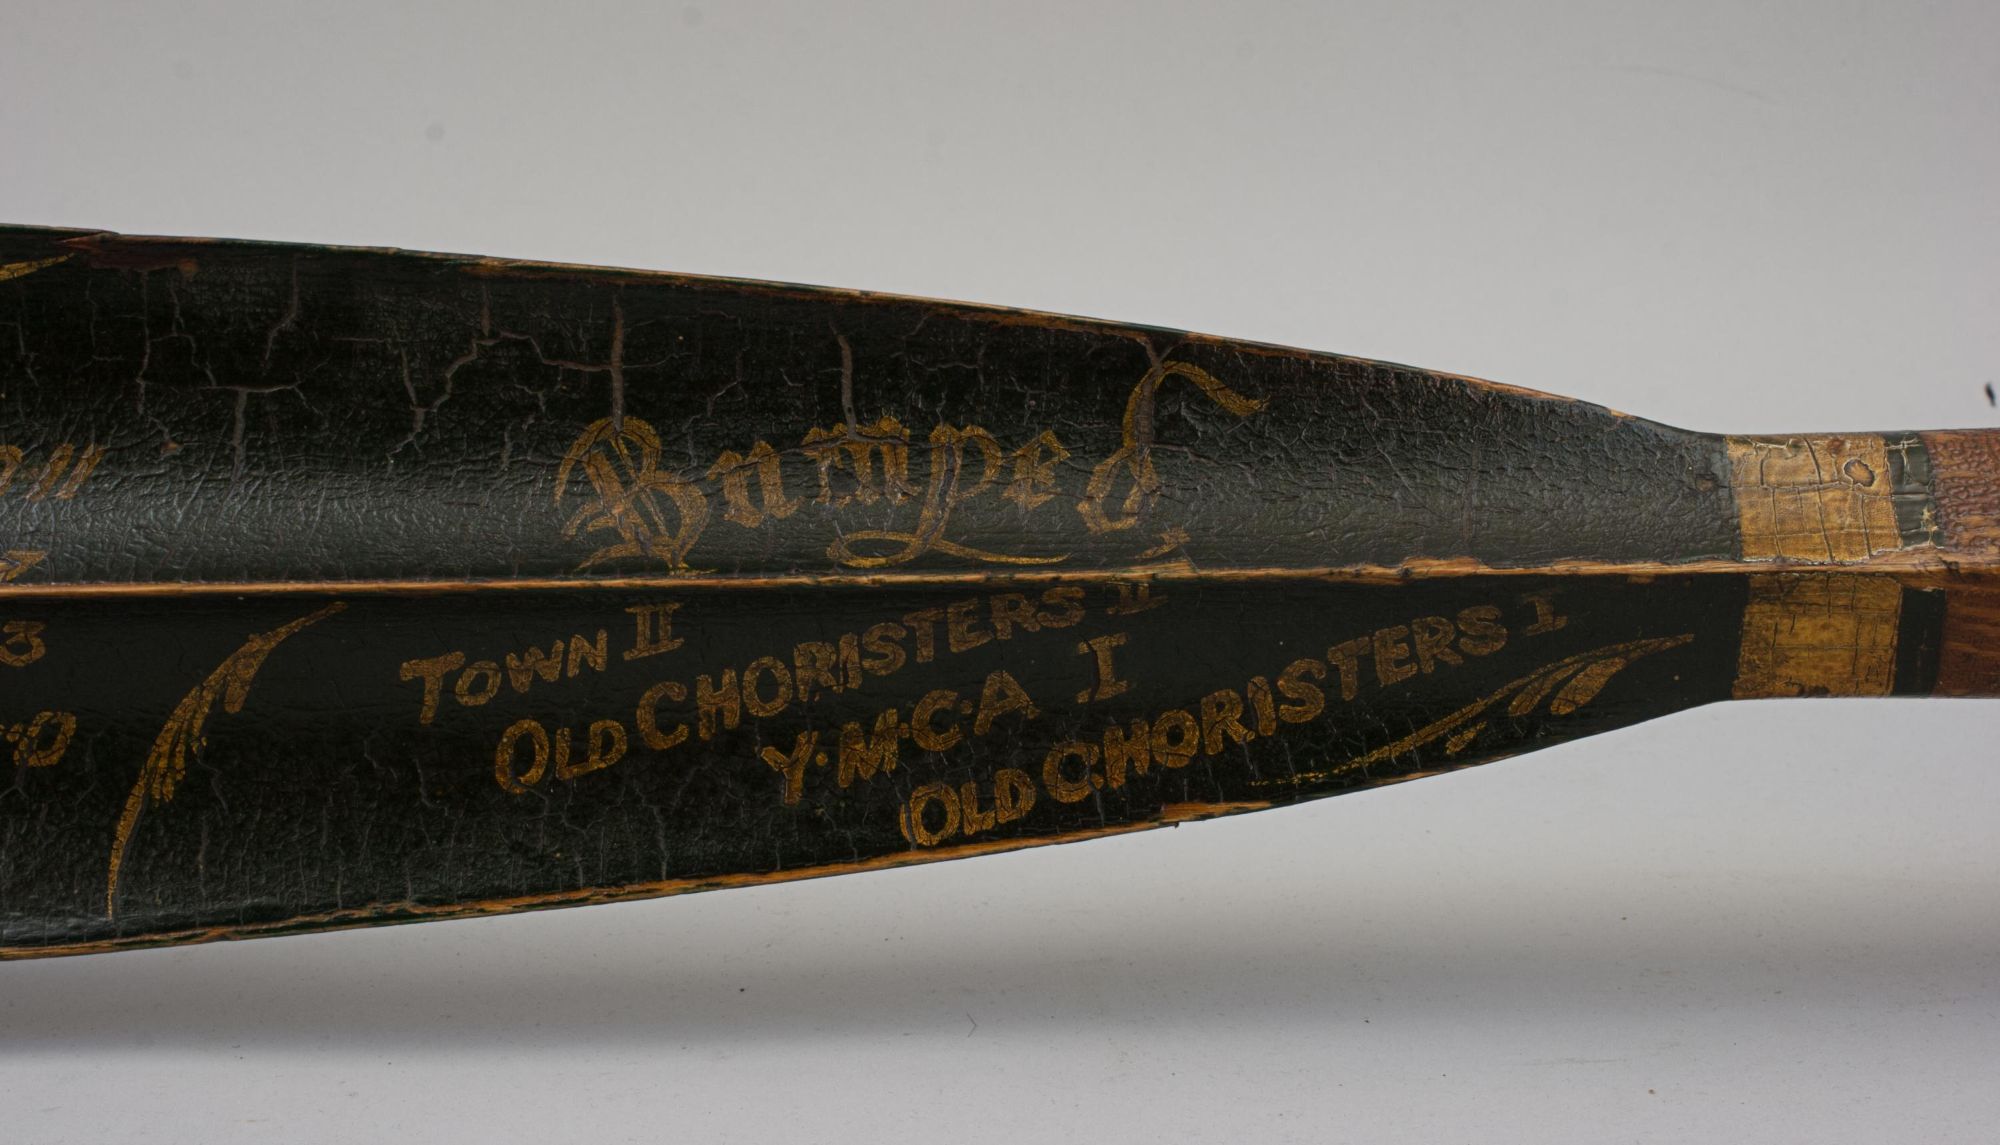 Bumped
TOWN II
OLD CHORISTERS II
Y·M·C·A I
OLD CHORISTERS I